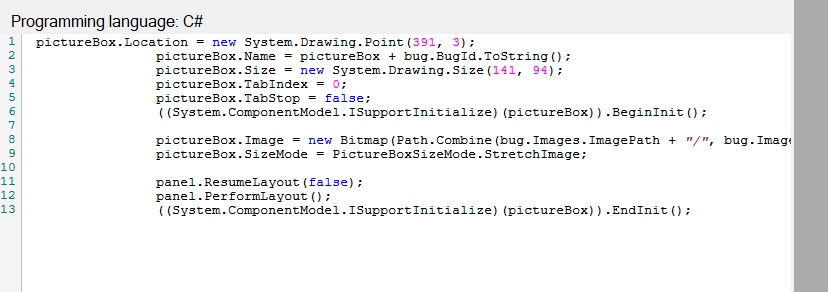 Programming language: C#
1 pictureBox.Location = new System.Drawing.Point(391, 3);
2 pictureBox.Name = pictureBox + bug.BugId.ToString();
3 pictureBox.Size = new System.Drawing.Size(141, 94);
4 pictureBox.TabIndex = 0;
5 pictureBox.TabStop = false;
6 ((System.ComponentModel.ISupportInitialize)(pictureBox)).BeginInit();
7
8 pictureBox.Image = new Bitmap(Path.Combine(bug.Images.ImagePath + "/", bug.Image
9 pictureBox.SizeMode = PictureBoxSizeMode.StretchImage;
10
11 panel.ResumeLayout(false);
12 panel.PerformLayout();
13 ((System.ComponentModel.ISupportInitialize)(pictureBox)).EndInit();